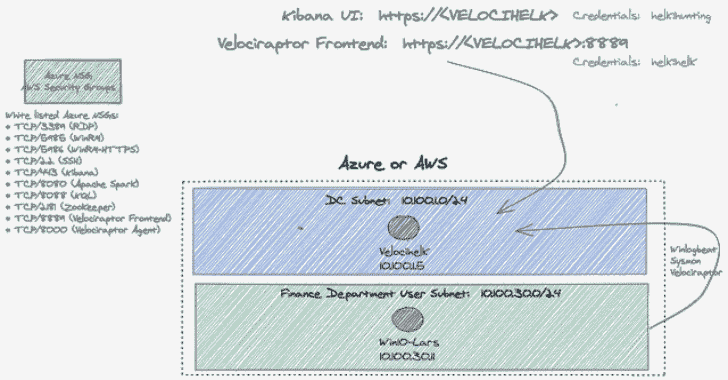 Kibana UI: https://<VELOCIHELK> Credentials: helk:hunting
Velociraptor Frontend: https://<VELOCIHELK>:8889
Credentials: helk:helk
Azure NSG,
AWS Security Groups
White listed Azure NSGs:
* TCP/3389 (RDP)
* TCP/5985 (WinRM)
* TCP/5986 (WinRM-HTTPS)
* TCP/22 (SSH)
* TCP/443 (Kibana)
* TCP/8080 (Apache Spark)
* TCP/8088 (KQL)
* TCP/2181 (Zookeeper)
* TCP/8889 (Velociraptor Frontend)
* TCP/8000 (Velociraptor Agent)
Azure or AWS
DC Subnet: 10.100.1.0/24
Velocihelk
10.100.1.5
Winlogbeat
Sysmon
Velociraptor
Finance Department User Subnet: 10.100.30.0/24
Win10-Lars
10.100.30.11